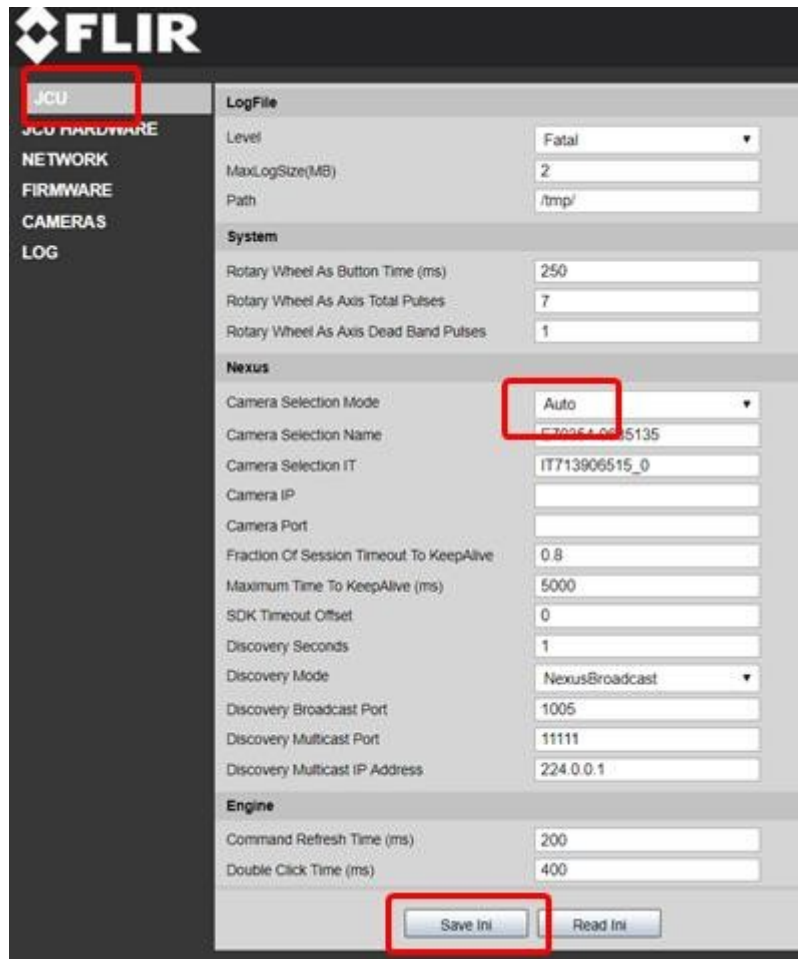 FLIR
JCU
JCU HARDWARE
NETWORK
FIRMWARE
CAMERAS
LOG
LogFile
Level Fatal
MaxLogSize(MB) 2
Path /tmp/
System
Rotary Wheel As Button Time (ms) 250
Rotary Wheel As Axis Total Pulses 7
Rotary Wheel As Axis Dead Band Pulses 1
Nexus
Camera Selection Mode Auto
Camera Selection Name
Camera Selection IT IT713906515_0
Camera IP
Camera Port
Fraction Of Session Timeout To KeepAlive 0.8
Maximum Time To KeepAlive (ms) 5000
SDK Timeout Offset 0
Discovery Seconds 1
Discovery Mode NexusBroadcast
Discovery Broadcast Port 1005
Discovery Multicast Port 11111
Discovery Multicast IP Address 224.0.0.1
Engine
Command Refresh Time (ms) 200
Double Click Time (ms) 400
Save Ini Read Ini